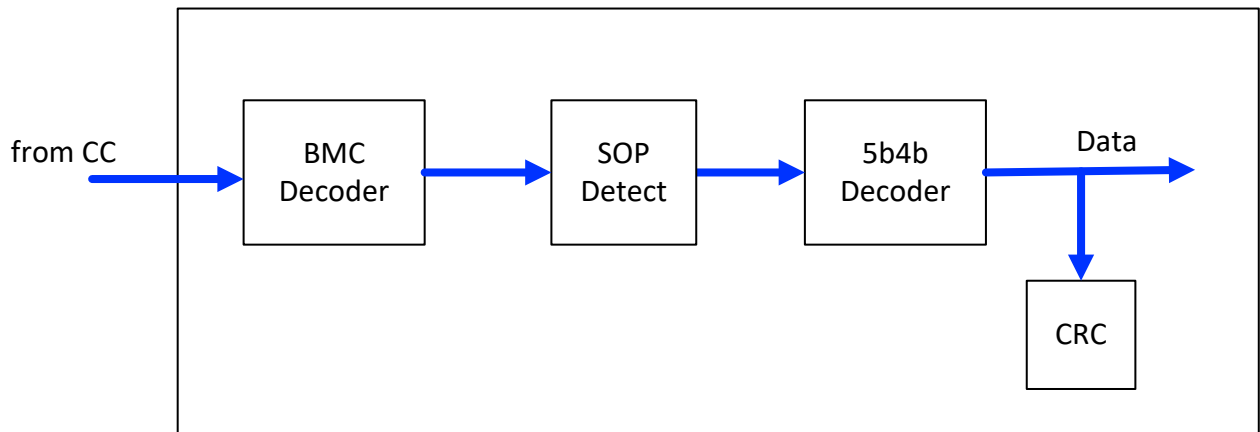 from CC
BMC
Decoder
SOP
Detect
5b4b
Decoder
Data
CRC